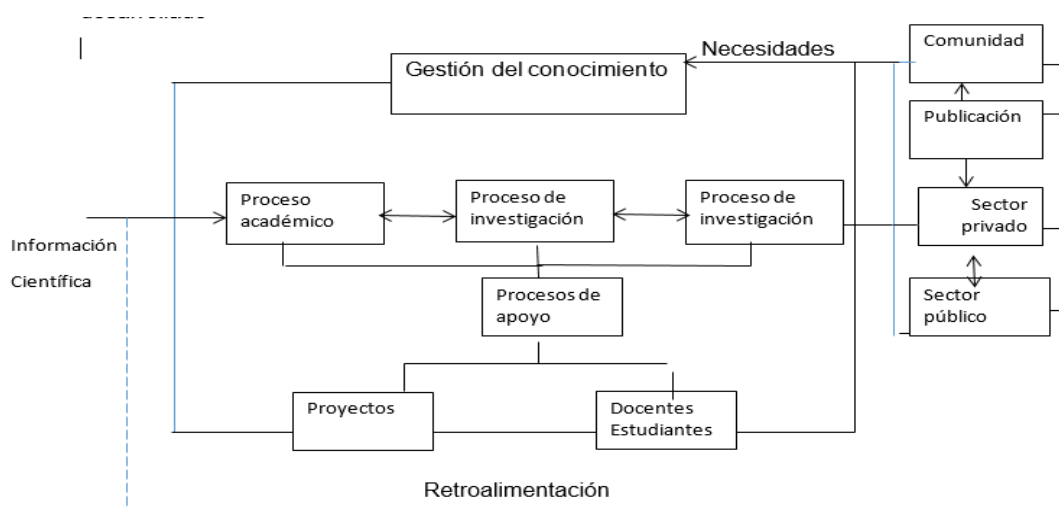 Necesidades
Comunidad
Gestión del conocimiento
Publicación
Proceso
académico
Proceso de
investigación
Proceso de
investigación
Sector
privado
Información
Científica
Procesos de
apoyo
Sector
público
Proyectos
Docentes
Estudiantes
Retroalimentación